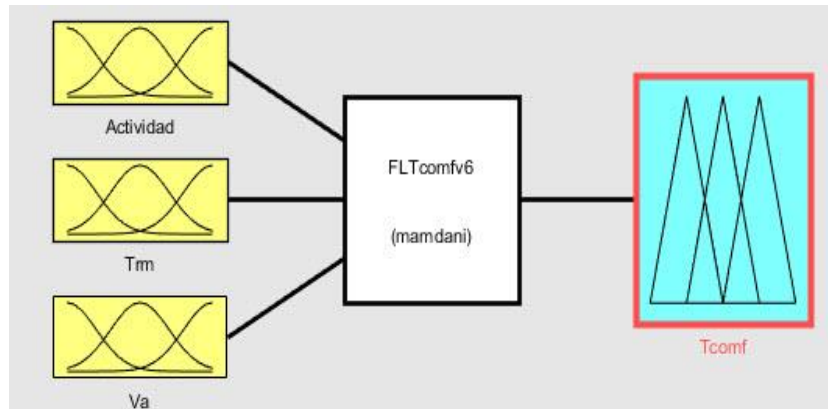 Actividad
Trm
Va
FLTcomfv6
(mamdani)
Tcomf